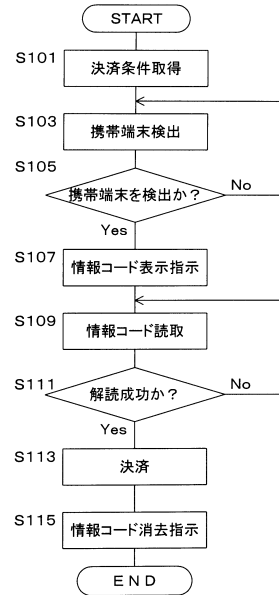 START
S101
決済条件取得
S103
携帯端末検出
S105
携帯端末を検出か？
No
Yes
S107
情報コード表示指示
S109
情報コード読取
S111
解読成功か？
No
Yes
S113
決済
S115
情報コード消去指示
END